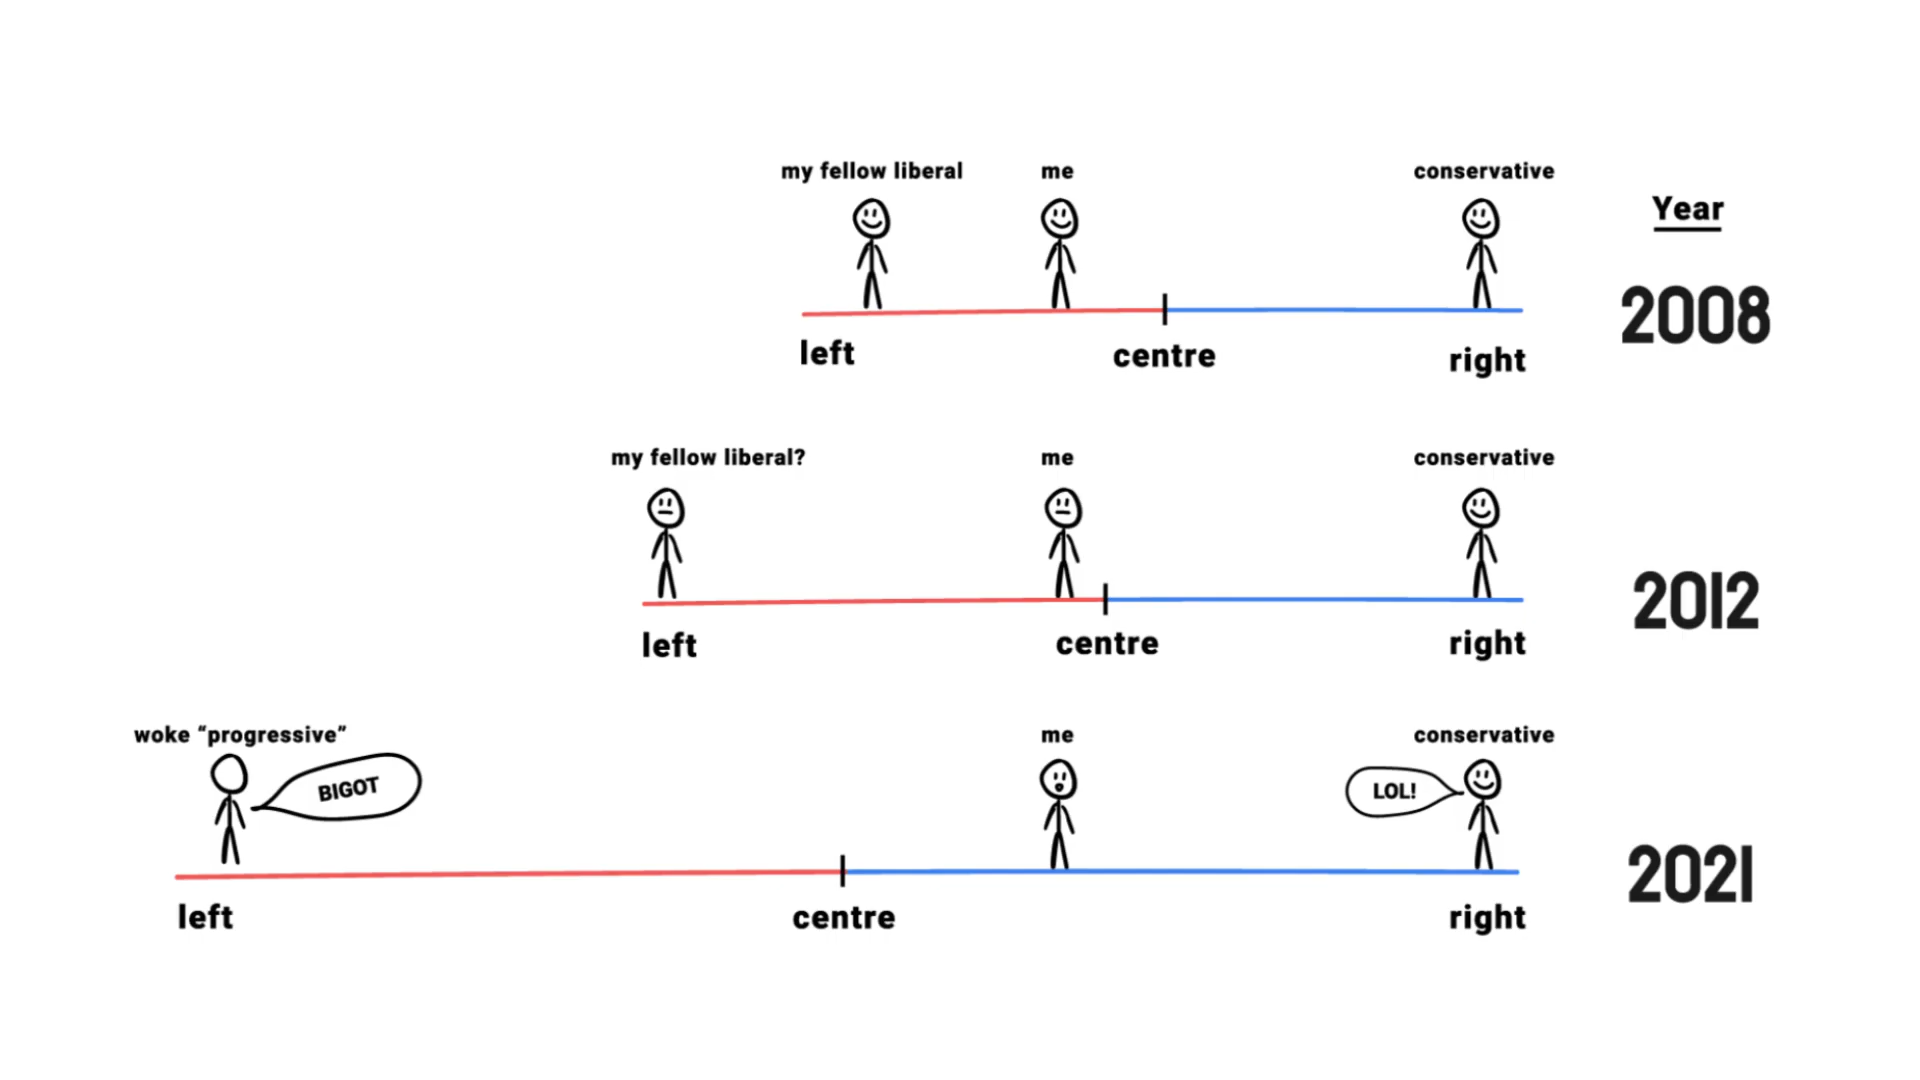 my fellow liberal
me
conservative
Year
2008
left
centre
right
my fellow liberal?
me
conservative
2012
left
centre
right
woke “progressive”
me
conservative
BIGOT
LOL!
2021
left
centre
right